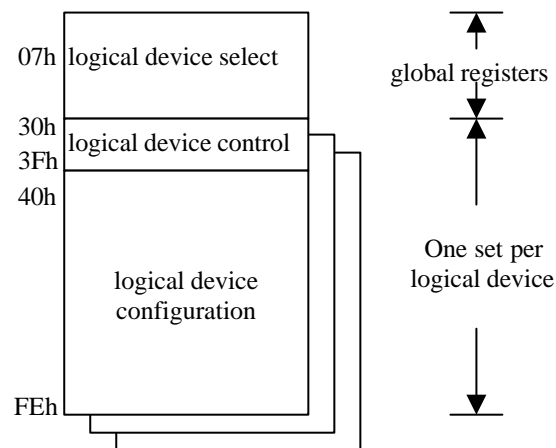 07h
logical device select
global registers
30h
logical device control
3Fh
40h
One set per
logical device
logical device
configuration
FEh